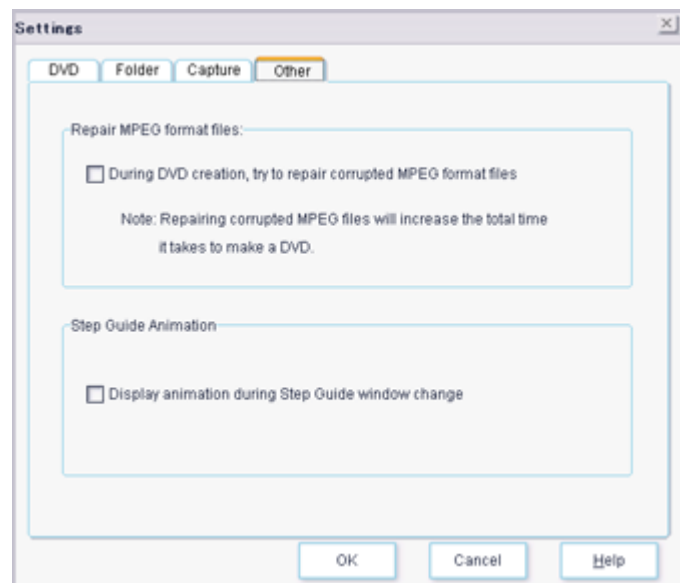 Settings
DVD Folder Capture Other
Repair MPEG format files:
During DVD creation, try to repair corrupted MPEG format files
Note: Repairing corrupted MPEG files will increase the total time
it takes to make a DVD.
Step Guide Animation
Display animation during Step Guide window change
OK Cancel Help